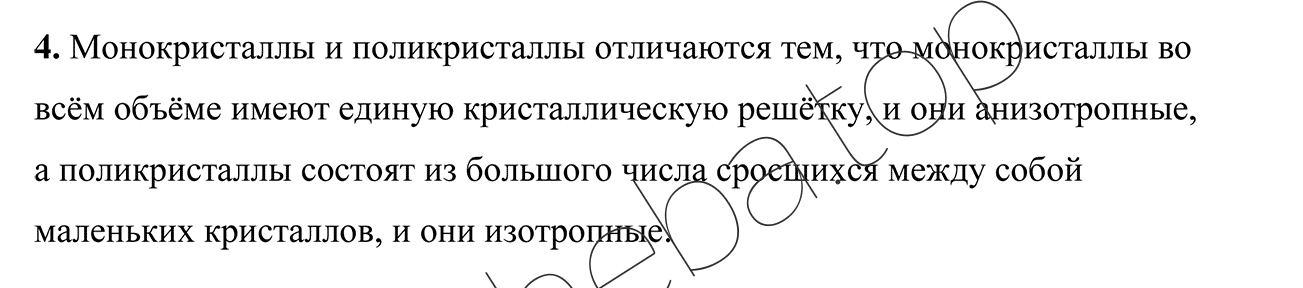 4. Монокристаллы и поликристаллы отличаются тем, что монокристаллы во
всём объёме имеют единую кристаллическую решётку, и они анизотропные,
а поликристаллы состоят из большого числа сросшихся между собой
маленьких кристаллов, и они изотропные.